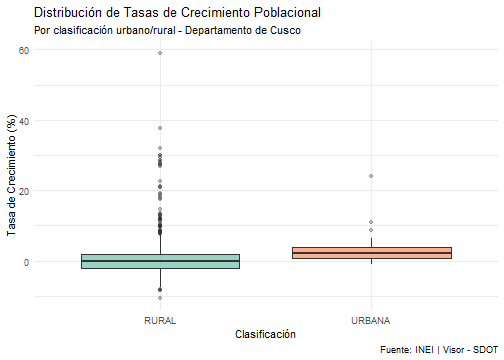 Distribución de Tasas de Crecimiento Poblacional
Por clasificación urbano/rural - Departamento de Cusco
60
40
20
0
Tasa de Crecimiento (%)
RURAL
URBANA
Clasificación
Fuente: INEI | Visor - SDOT